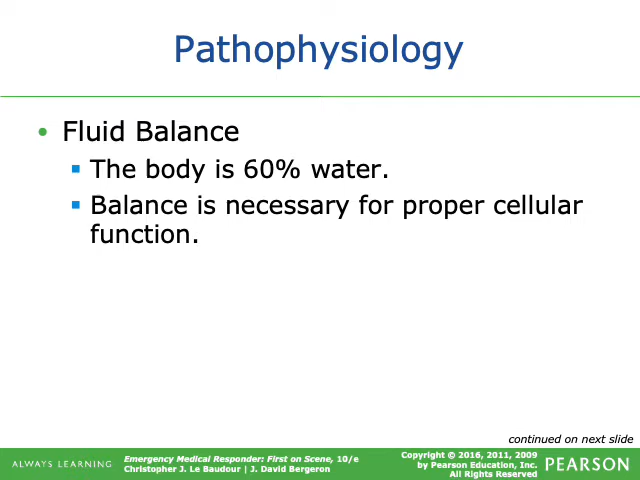 Pathophysiology
• Fluid Balance
▪ The body is 60% water.
▪ Balance is necessary for proper cellular
function.
continued on next slide
ALWAYS LEARNING
Emergency Medical Responder: First on Scene, 10/e
Christopher J. Le Baudour | J. David Bergeron
Copyright © 2016, 2011, 2009
by Pearson Education, Inc.
All Rights Reserved
PEARSON